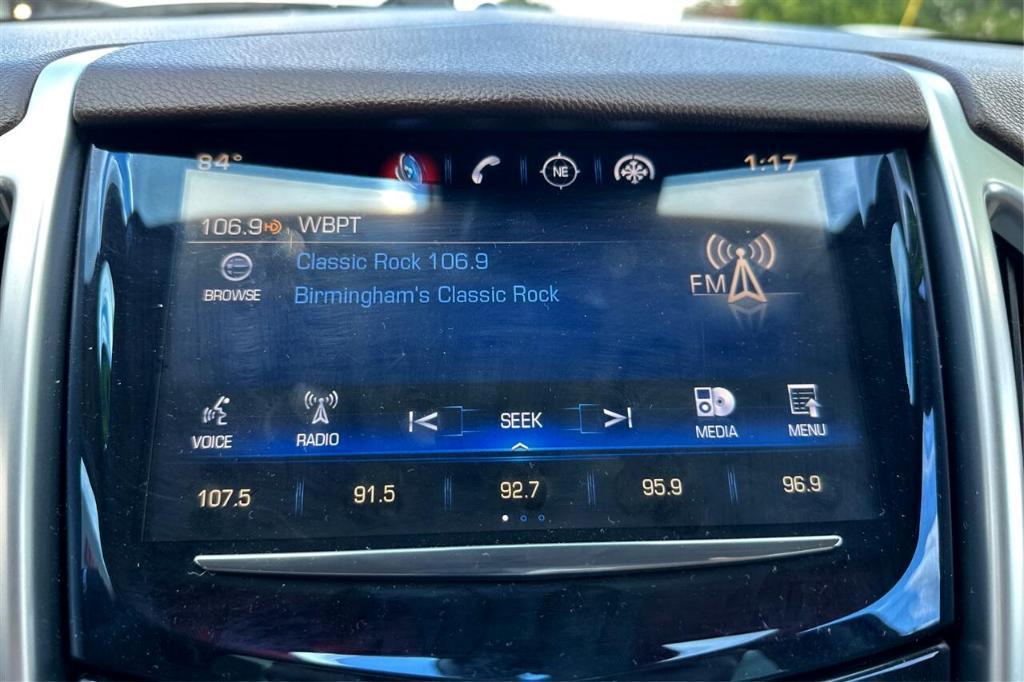 84° NE 1:17
106.9 HD WBPT
Classic Rock 106.9
Birmingham's Classic Rock
FM
BROWSE
VOICE RADIO SEEK MEDIA MENU
107.5 91.5 92.7 95.9 96.9